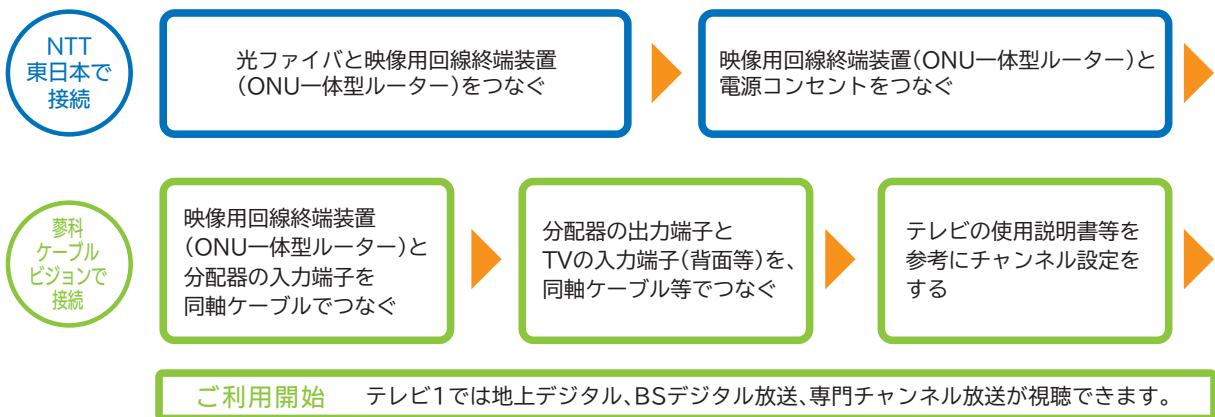 NTT
東日本で
接続
光ファイバと映像用回線終端装置
(ONU一体型ルーター)をつなぐ
映像用回線終端装置(ONU一体型ルーター)と
電源コンセントをつなぐ
蓼科
ケーブル
ビジョンで
接続
映像用回線終端装置
(ONU一体型ルーター)と
分配器の入力端子を
同軸ケーブルでつなぐ
分配器の出力端子と
TVの入力端子(背面等)を、
同軸ケーブル等でつなぐ
テレビの使用説明書等を
参考にチャンネル設定を
する
ご利用開始 テレビ1では地上デジタル、BSデジタル放送、専門チャンネル放送が視聴できます。